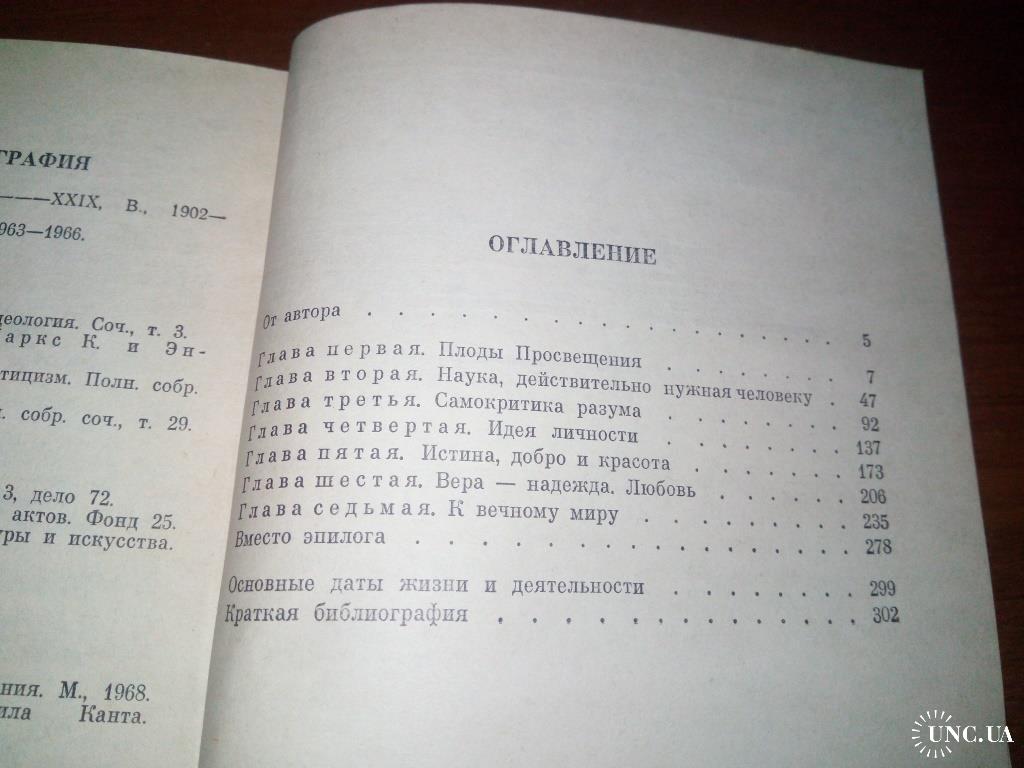 ГРАФИЯ
———XXIX, В., 1902—
963—1966.
деология. Соч., т. 3.
аркс К. и Эн-
тицизм. Полн. собр.
. собр. соч., т. 29.
3, дело 72.
актов. Фонд 25.
ры и искусства.
ния. М., 1968.
ила Канта.
ОГЛАВЛЕНИЕ
От автора . . . . . . . . . . . . . . . . 5
Глава первая. Плоды Просвещения . . . . . . . 7
Глава вторая. Наука, действительно нужная человеку . 47
Глава третья. Самокритика разума . . . . . . . 92
Глава четвертая. Идея личности . . . . . . . 137
Глава пятая. Истина, добро и красота . . . . . . 173
Глава шестая. Вера — надежда. Любовь . . . . . 206
Глава седьмая. К вечному миру . . . . . . . 235
Вместо эпилога . . . . . . . . . . . . . . 278
Основные даты жизни и деятельности . . . . . . . 299
Краткая библиография . . . . . . . . . . . . 302
UNC.UA